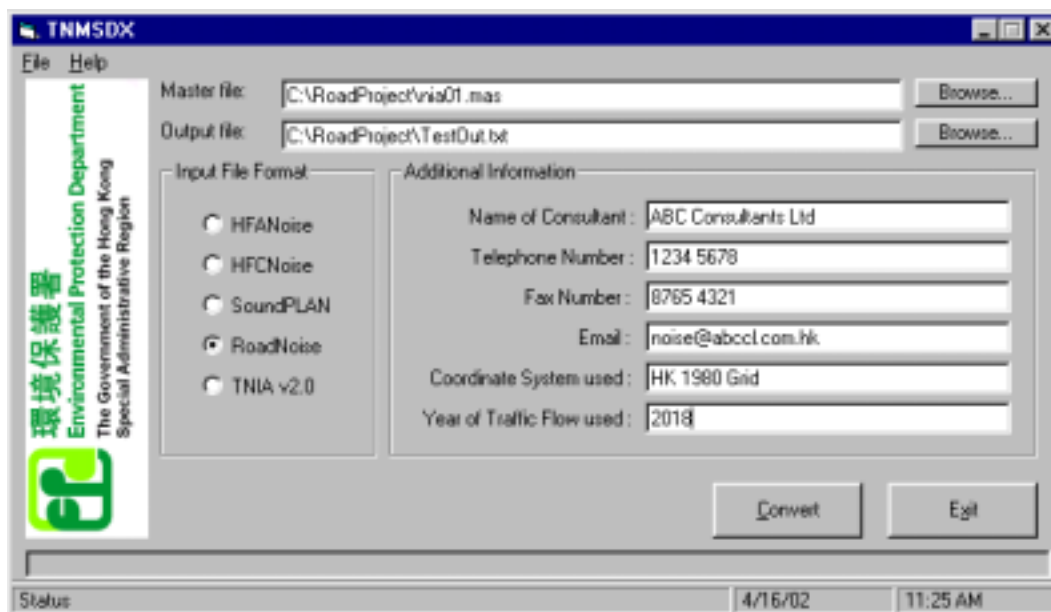 TNMSDX
File Help
環境保護署
Environmental Protection Department
The Government of the Hong Kong
Special Administrative Region
Master file: C:\RoadProject\nia01.mas Browse...
Output file: C:\RoadProject\TestOut.txt Browse...
Input File Format
HFANoise
HFCNoise
SoundPLAN
RoadNoise
TNIA v2.0
Additional Information
Name of Consultant : ABC Consultants Ltd
Telephone Number : 1234 5678
Fax Number : 8765 4321
Email : noise@abccl.com.hk
Coordinate System used : HK 1980 Grid
Year of Traffic Flow used : 2018
Convert Exit
Status 4/16/02 11:25 AM